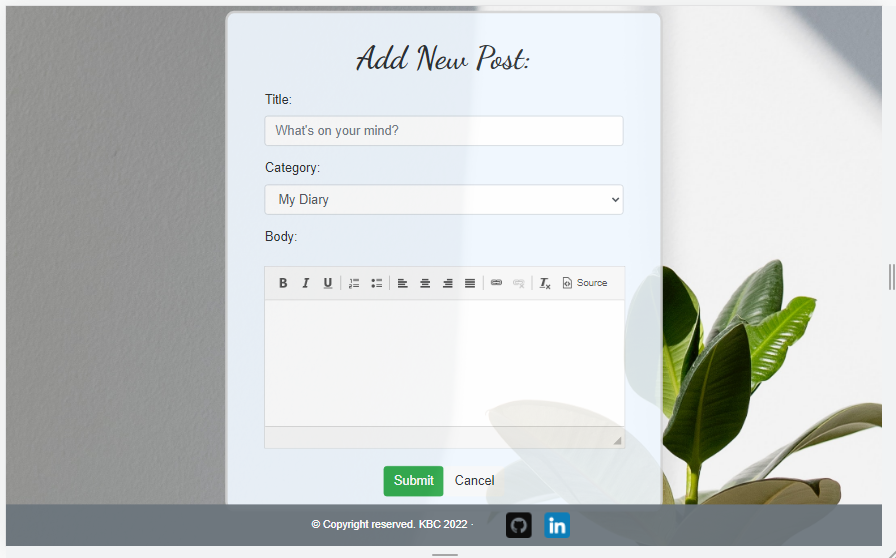 Add New Post:
Title:
What's on your mind?
Category:
My Diary
Body:
B I U Source
Submit Cancel
© Copyright reserved. KBC 2022 ·
in